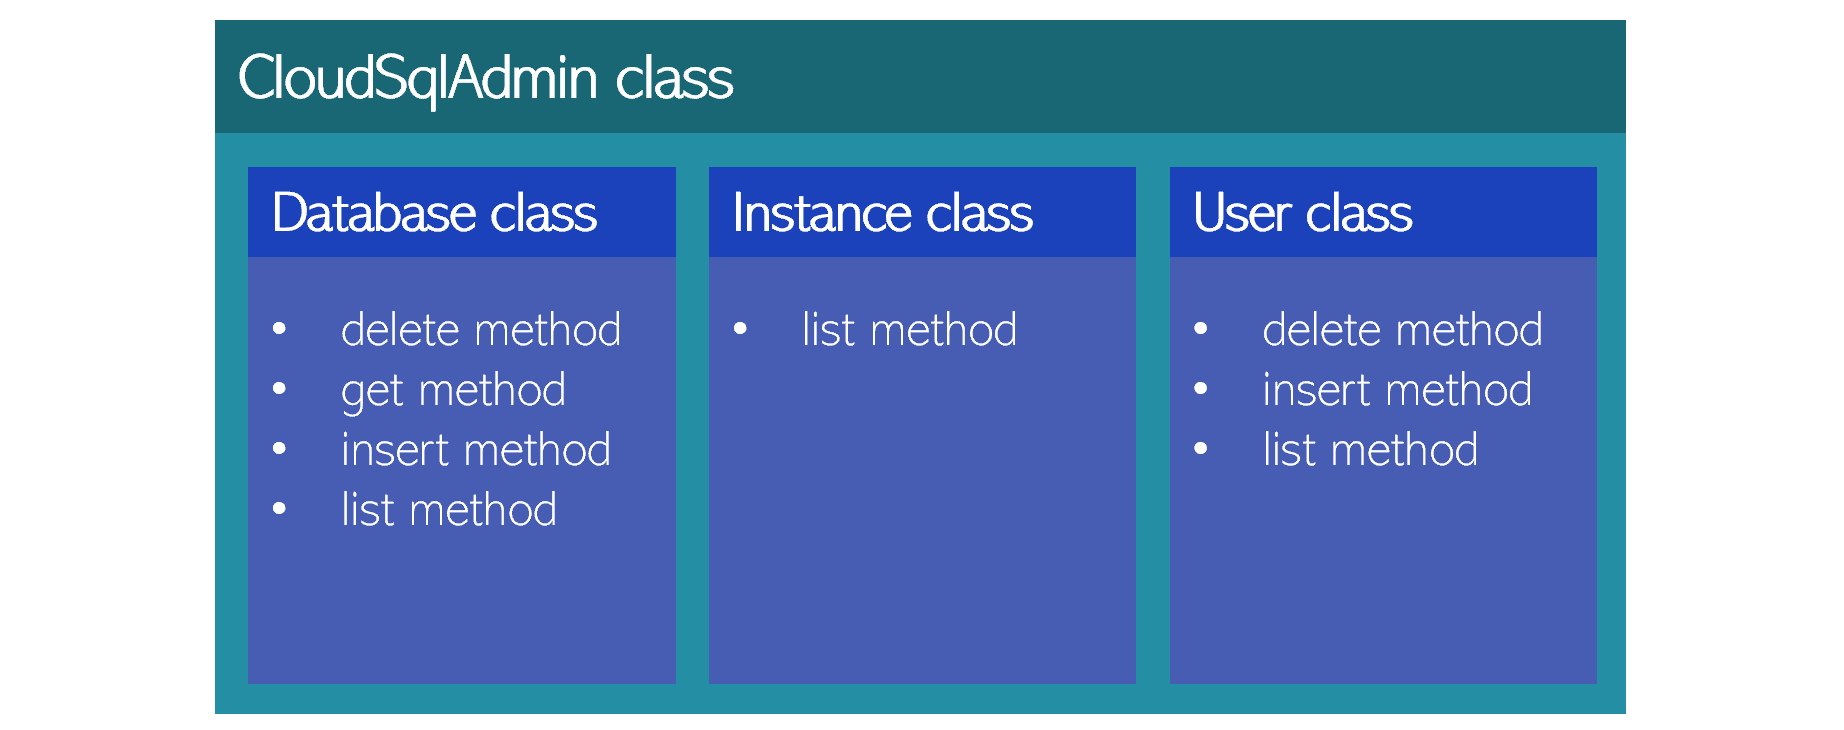 CloudSqlAdmin class
Database class
• delete method
• get method
• insert method
• list method
Instance class
• list method
User class
• delete method
• insert method
• list method